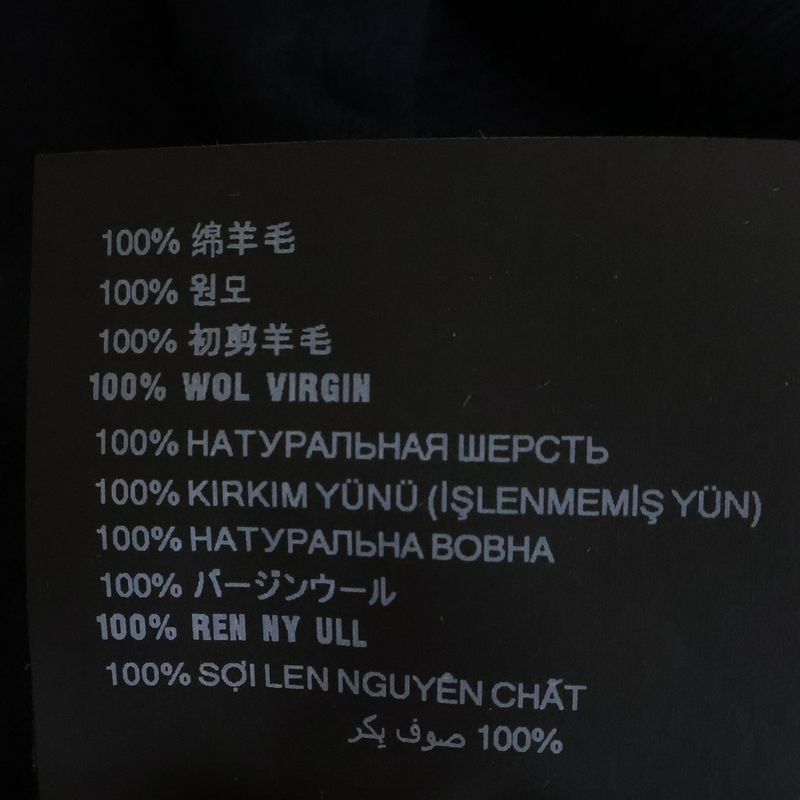 100% 绵羊毛
100% 원모
100% 初剪羊毛
100% WOL VIRGIN
100% НАТУРАЛЬНАЯ ШЕРСТЬ
100% KIRKIM YÜNÜ (İŞLENMEMİŞ YÜN)
100% НАТУРАЛЬНА ВОВНА
100% バージンウール
100% REN NY ULL
100% SỢI LEN NGUYÊN CHẤT
100% صوف بكر